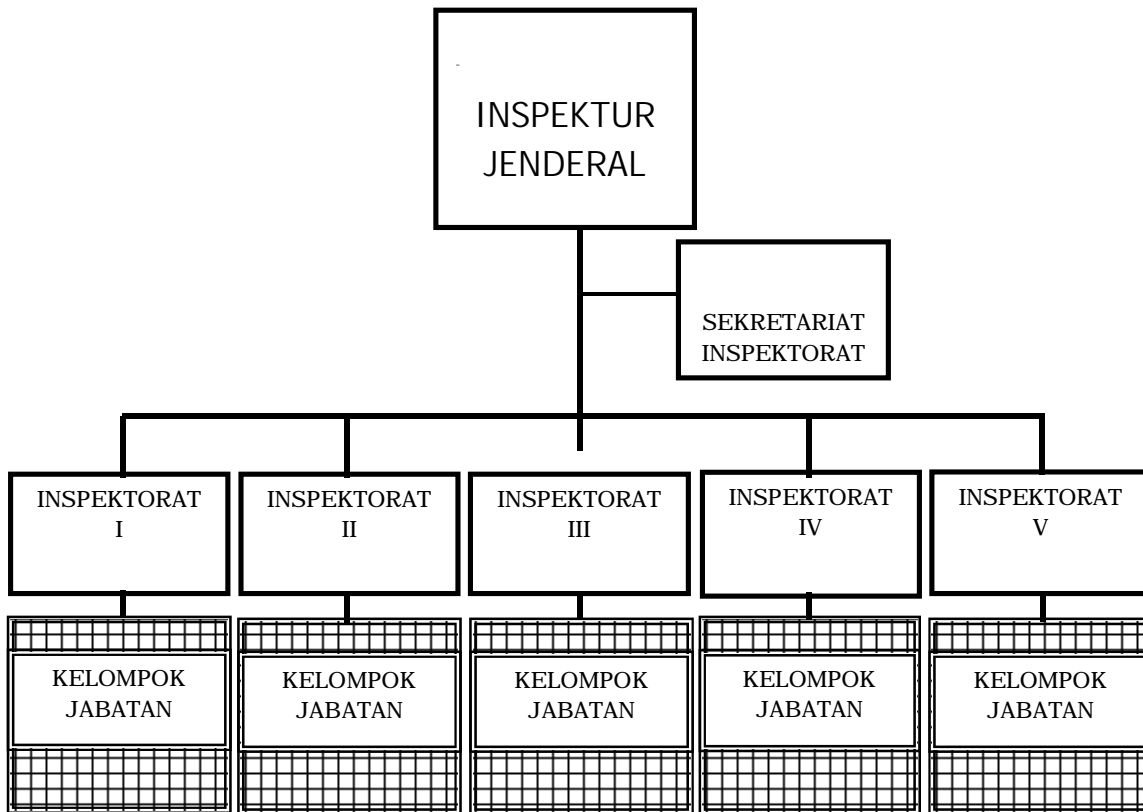 INSPEKTUR
JENDERAL
SEKRETARIAT
INSPEKTORAT
INSPEKTORAT
I
INSPEKTORAT
II
INSPEKTORAT
III
INSPEKTORAT
IV
INSPEKTORAT
V
KELOMPOK
JABATAN
KELOMPOK
JABATAN
KELOMPOK
JABATAN
KELOMPOK
JABATAN
KELOMPOK
JABATAN